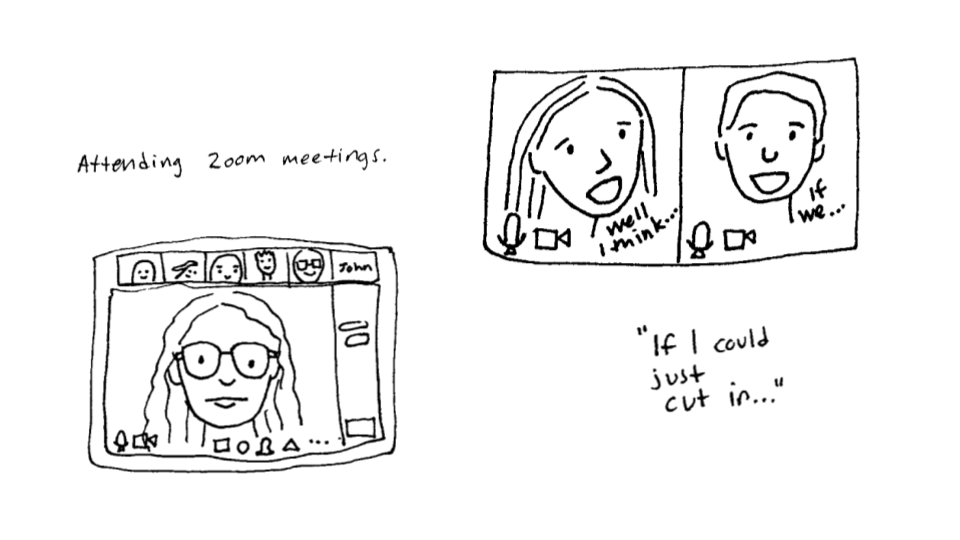 Attending zoom meetings.
John
well
I think...
If
we...
"If I could
just
cut in..."